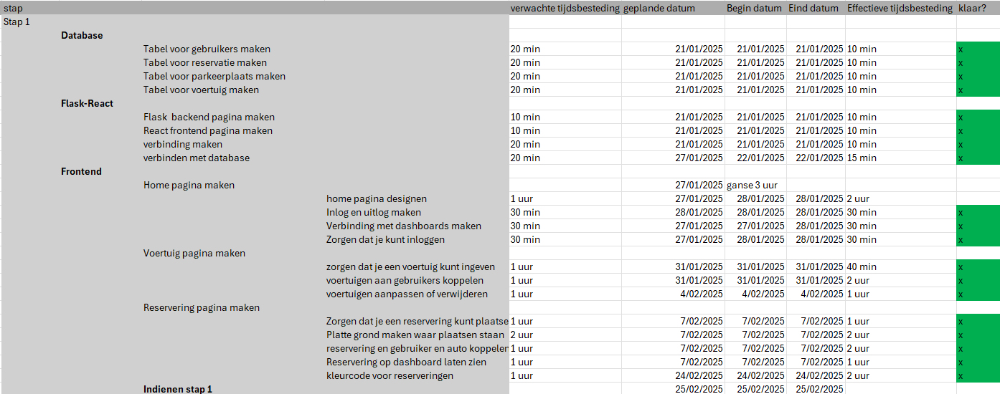 stap verwachte tijdsbesteding geplande datum Begin datum Eind datum Effectieve tijdsbesteding klaar?
Stap 1
Database
Tabel voor gebruikers maken 20 min 21/01/2025 21/01/2025 21/01/2025 10 min x
Tabel voor reservatie maken 20 min 21/01/2025 21/01/2025 21/01/2025 10 min x
Tabel voor parkeerplaats maken 20 min 21/01/2025 21/01/2025 21/01/2025 10 min x
Tabel voor voertuig maken 20 min 21/01/2025 21/01/2025 21/01/2025 10 min x
Flask-React
Flask backend pagina maken 10 min 21/01/2025 21/01/2025 21/01/2025 10 min x
React frontend pagina maken 10 min 21/01/2025 21/01/2025 21/01/2025 10 min x
verbinding maken 20 min 21/01/2025 21/01/2025 21/01/2025 10 min x
verbinden met database 20 min 27/01/2025 22/01/2025 22/01/2025 15 min x
Frontend
Home pagina maken 27/01/2025 ganse 3 uur
home pagina designen 1 uur 27/01/2025 28/01/2025 28/01/2025 2 uur
Inlog en uitlog maken 30 min 28/01/2025 28/01/2025 28/01/2025 30 min x
Verbinding met dashboards maken 30 min 27/01/2025 27/01/2025 28/01/2025 30 min x
Zorgen dat je kunt inloggen 30 min 27/01/2025 28/01/2025 28/01/2025 30 min x
Voertuig pagina maken
zorgen dat je een voertuig kunt ingeven 1 uur 31/01/2025 31/01/2025 31/01/2025 40 min x
voertuigen aan gebruikers koppelen 1 uur 31/01/2025 31/01/2025 31/01/2025 2 uur x
voertuigen aanpassen of verwijderen 1 uur 4/02/2025 4/02/2025 4/02/2025 1 uur x
Reservering pagina maken
Zorgen dat je een reservering kunt plaatse 1 uur 7/02/2025 7/02/2025 7/02/2025 1 uur x
Platte grond maken waar plaatsen staan 2 uur 7/02/2025 7/02/2025 7/02/2025 2 uur x
reservering en gebruiker en auto koppelen 1 uur 7/02/2025 7/02/2025 7/02/2025 2 uur x
Reservering op dashboard laten zien 1 uur 7/02/2025 7/02/2025 7/02/2025 1 uur x
kleurcode voor reserveringen 1 uur 24/02/2025 24/02/2025 24/02/2025 2 uur x
Indienen stap 1 25/02/2025 25/02/2025 25/02/2025